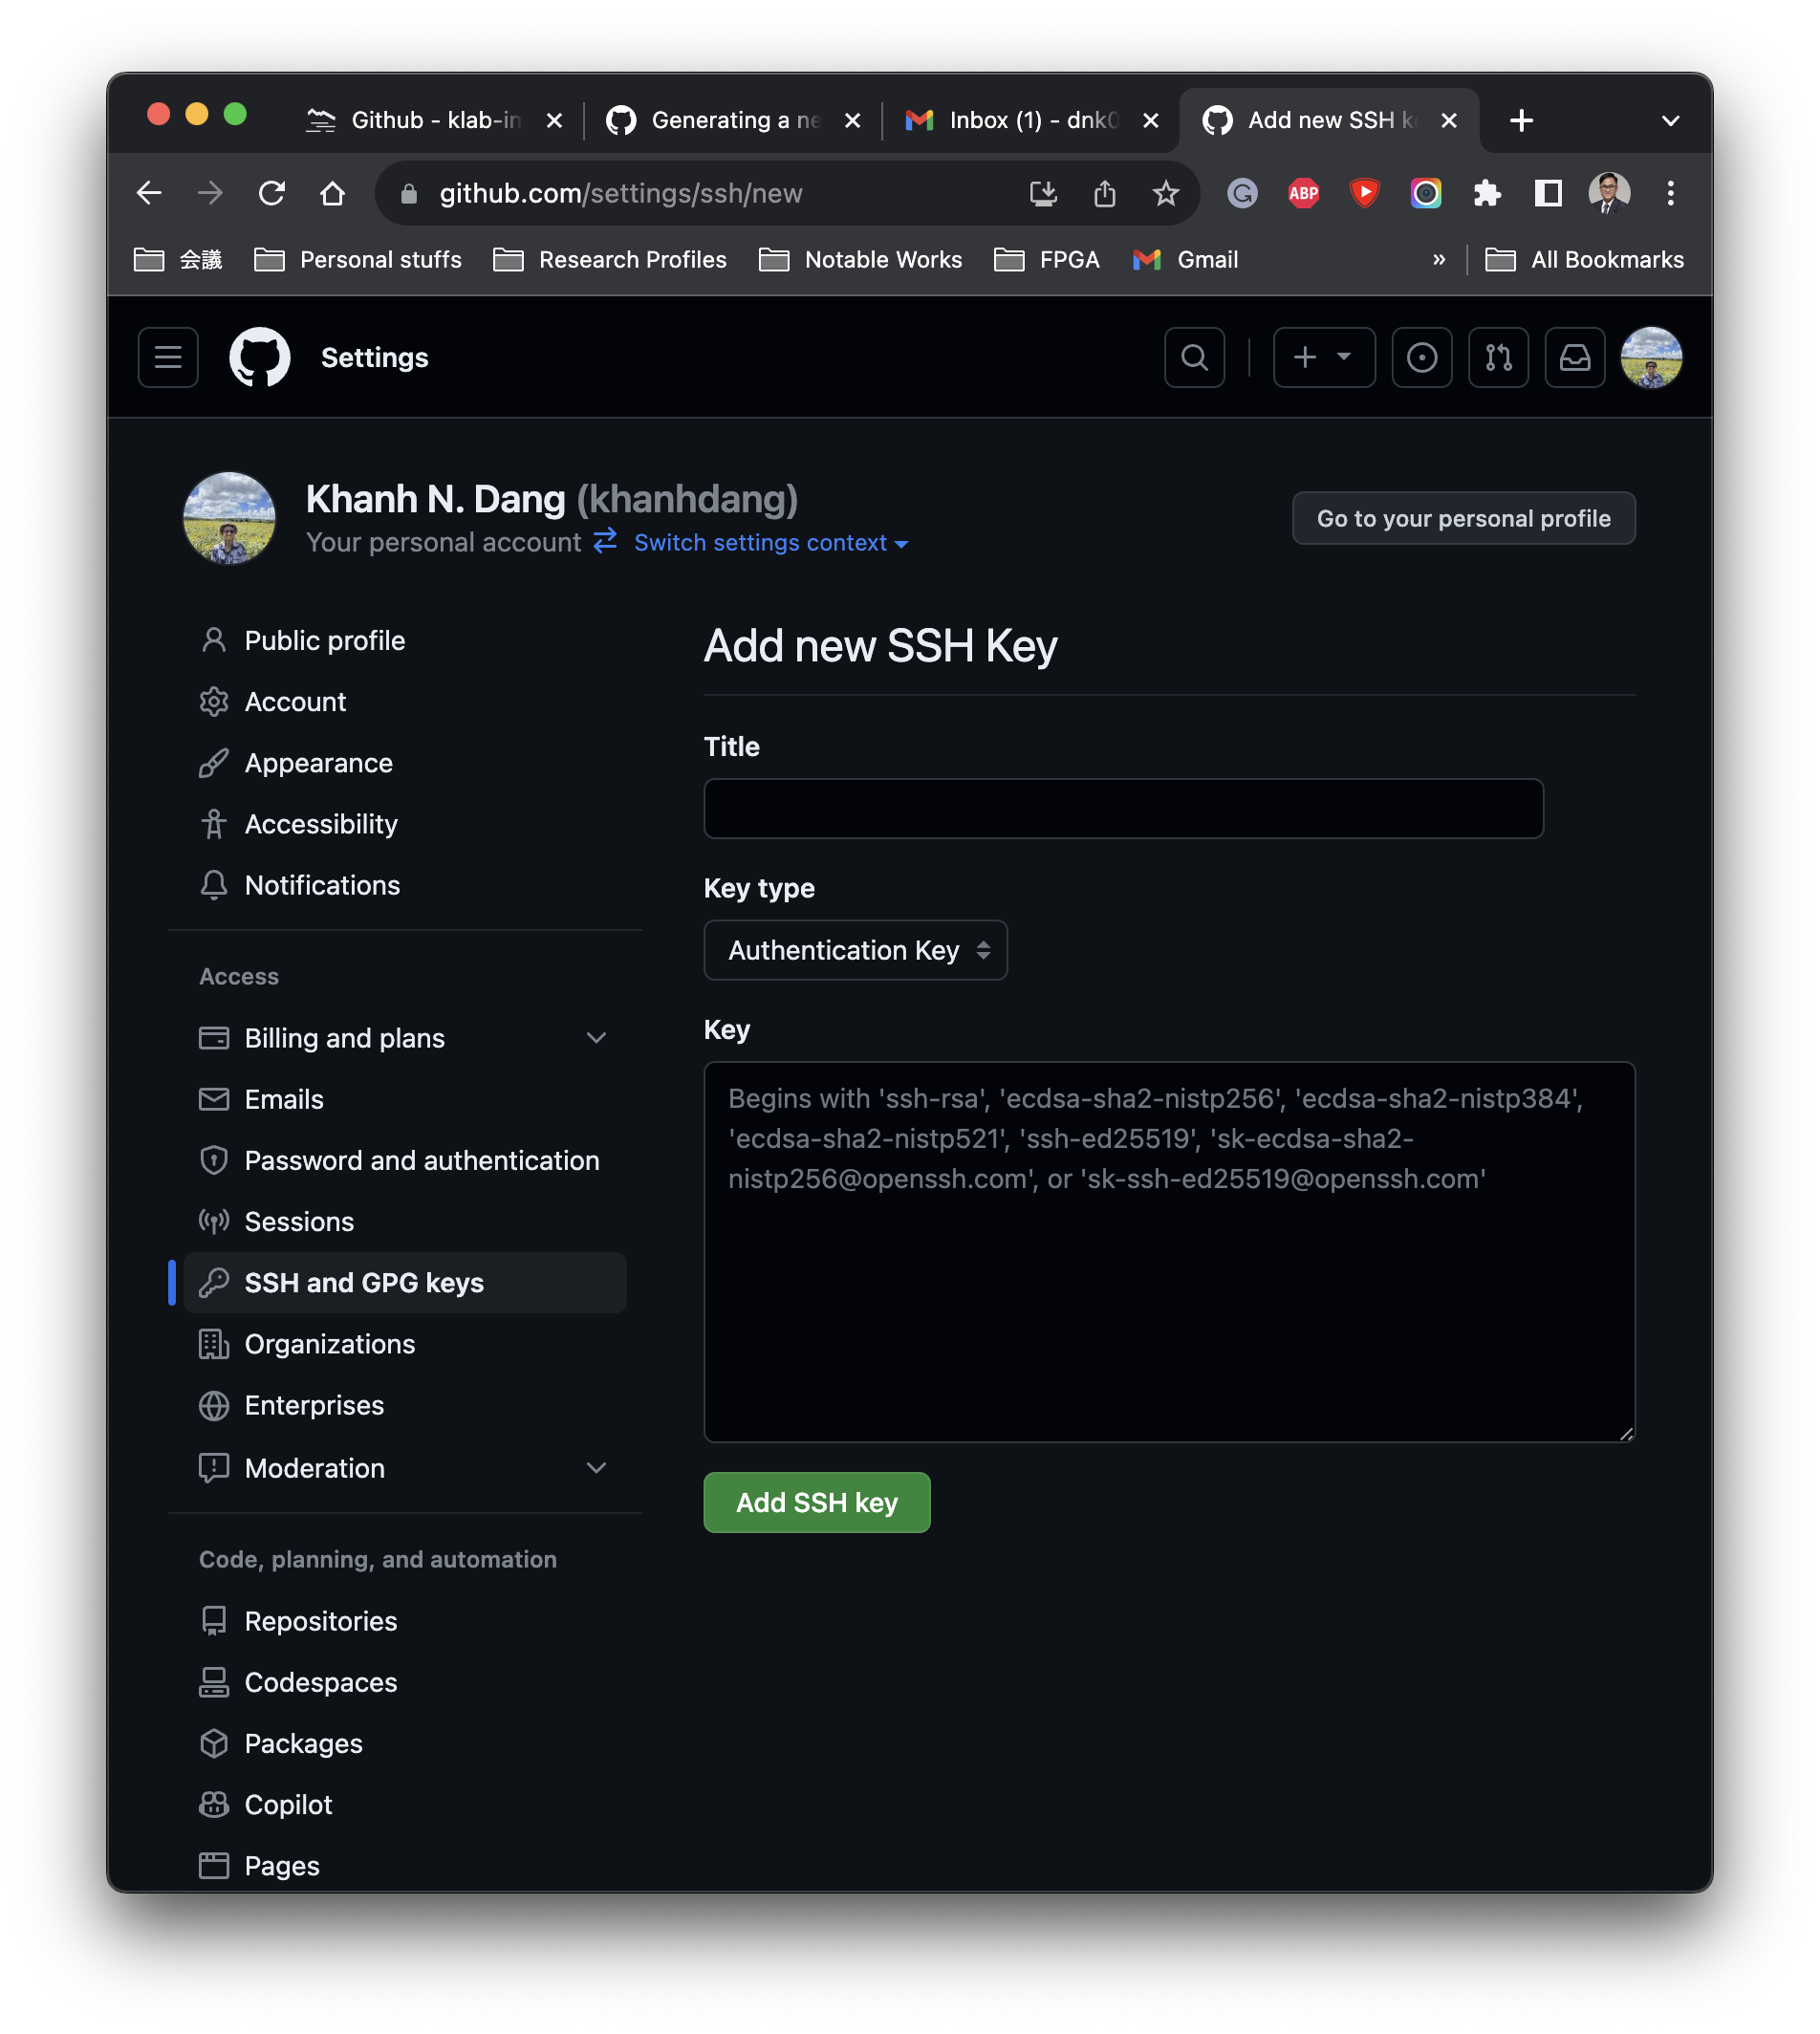 Github - klab-in
Generating a ne
Inbox (1) - dnk0
Add new SSH k
github.com/settings/ssh/new
ABP
会議
Personal stuffs
Research Profiles
Notable Works
FPGA
Gmail
»
All Bookmarks
Settings
Khanh N. Dang (khanhdang)
Your personal account
Switch settings context
Go to your personal profile
Public profile
Account
Appearance
Accessibility
Notifications
Access
Billing and plans
Emails
Password and authentication
Sessions
SSH and GPG keys
Organizations
Enterprises
Moderation
Code, planning, and automation
Repositories
Codespaces
Packages
Copilot
Pages
Add new SSH Key
Title
Key type
Authentication Key
Key
Begins with 'ssh-rsa', 'ecdsa-sha2-nistp256', 'ecdsa-sha2-nistp384',
'ecdsa-sha2-nistp521', 'ssh-ed25519', 'sk-ecdsa-sha2-
nistp256@openssh.com', or 'sk-ssh-ed25519@openssh.com'
Add SSH key